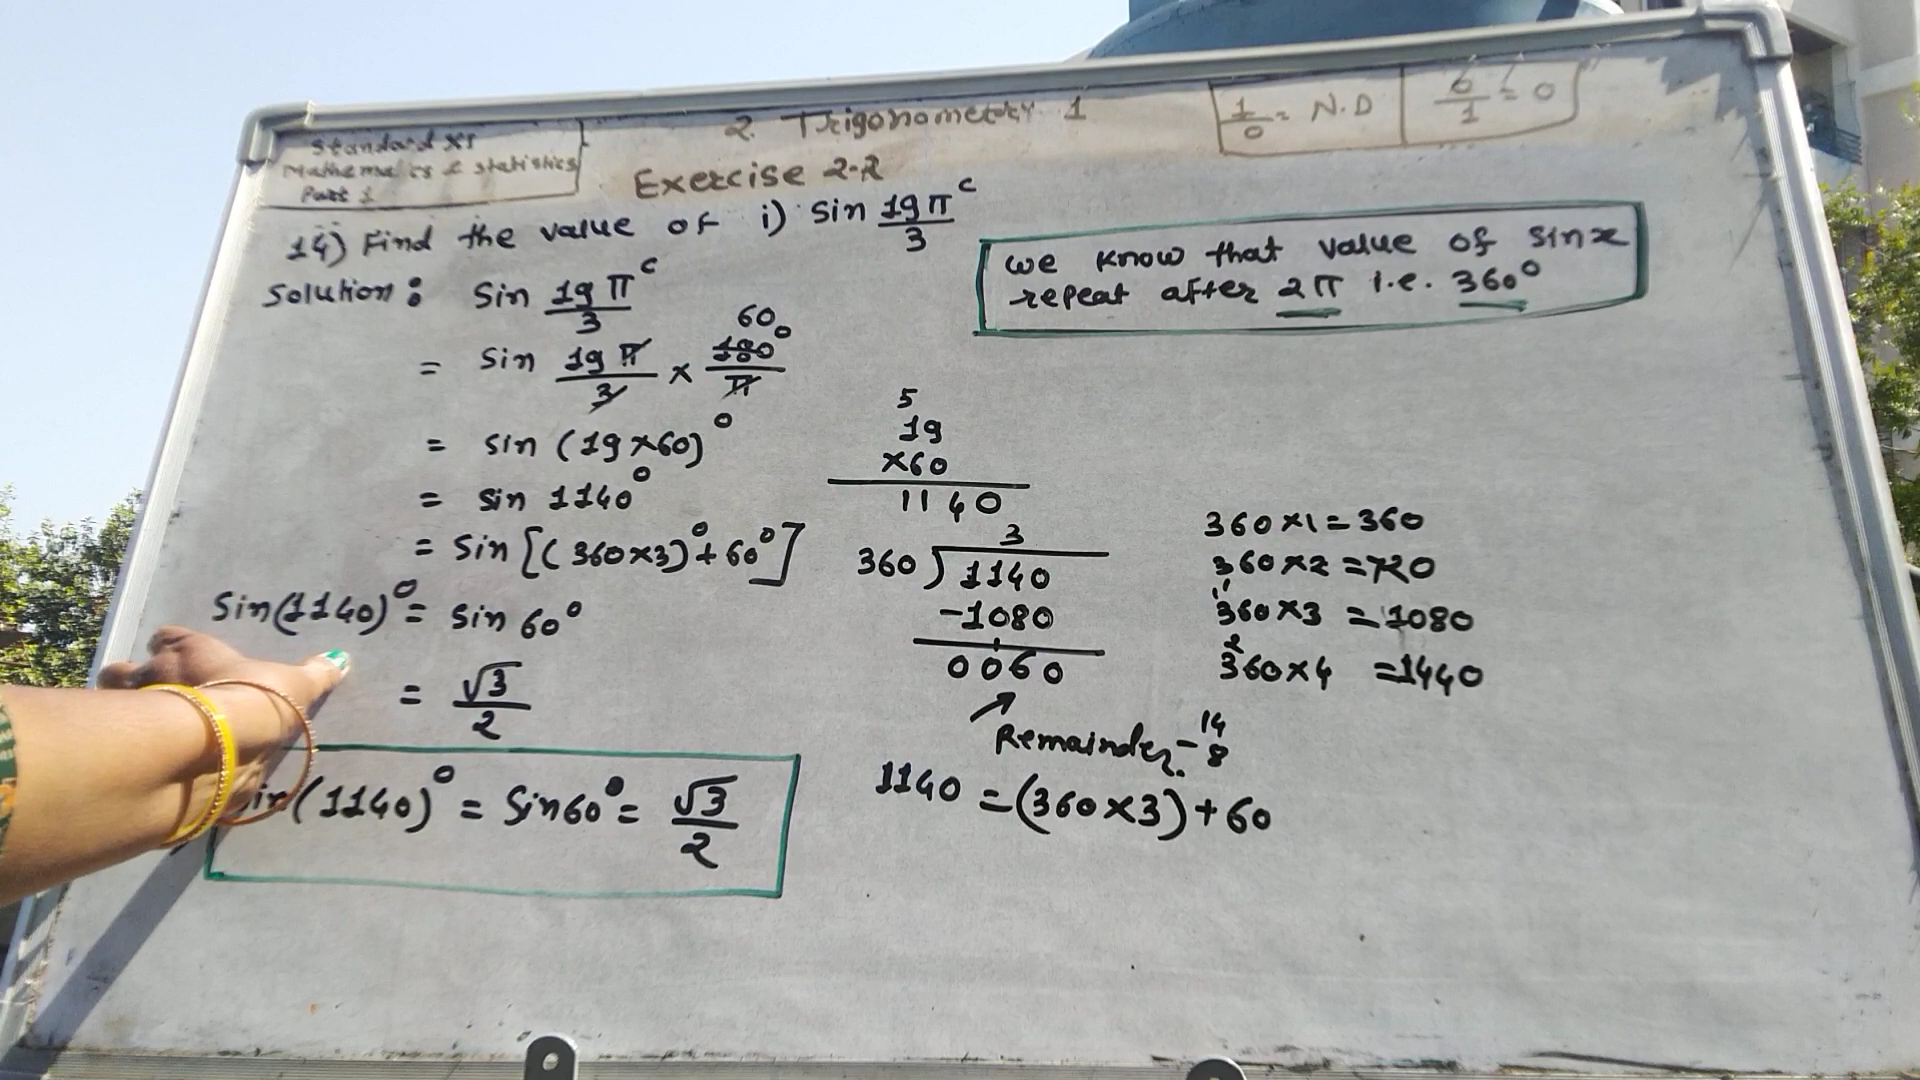 Standard XI
Mathematics & statistics
Part 1
2. Trigonometry 1
1/0 = N.D
0/1 = 0
Exercise 2.2
14) Find the value of i) sin 19π/3 ᶜ
we know that value of sinx
repeat after 2π i.e. 360°
Solution: Sin 19π/3 ᶜ
= sin 19π/3 × 180°/π
60
= sin (19×60)°
= sin 1140°
= sin [(360×3)° + 60°]
Sin(1140)° = sin 60°
= √3/2
Sin(1140)° = Sin60° = √3/2
5
19
×60
1140
3
360 ) 1140
-1080
0060
Remainder
1140 = (360×3) + 60
360×1 = 360
360×2 = 720
1
360×3 = 1080
2
360×4 = 1440
14
-8